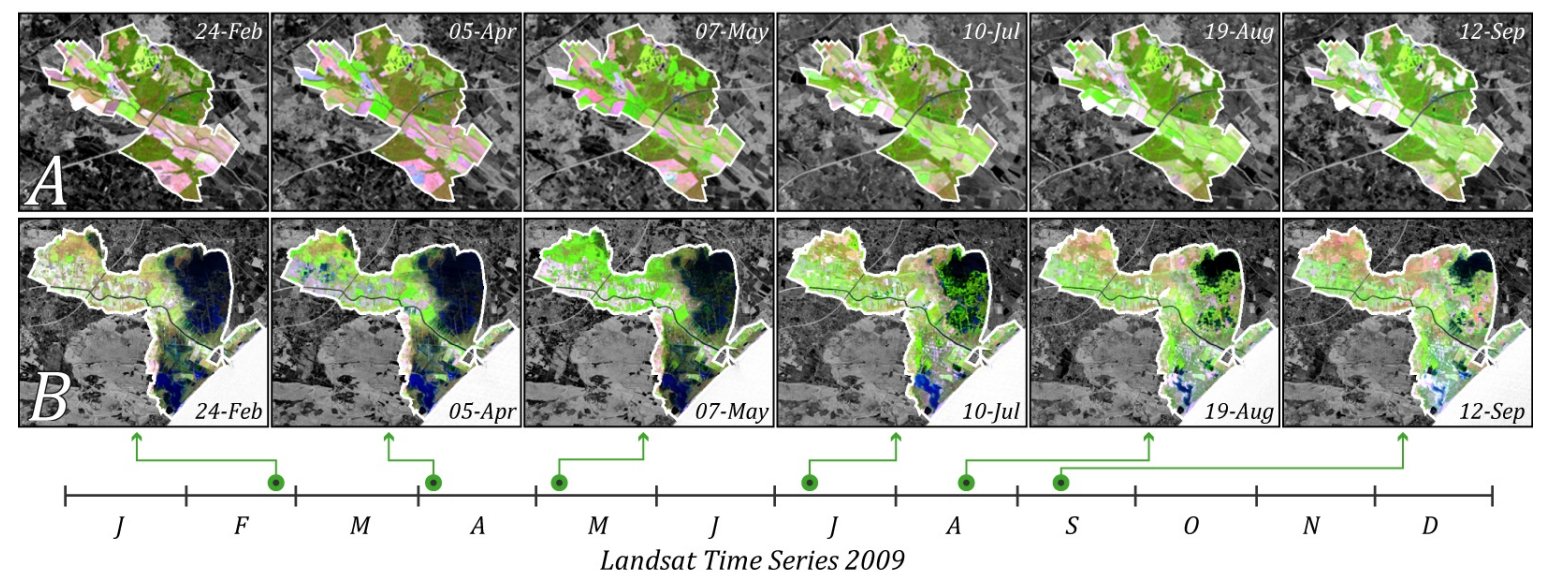 24-Feb
05-Apr
07-May
10-Jul
19-Aug
12-Sep
A
B
24-Feb
05-Apr
07-May
10-Jul
19-Aug
12-Sep
J F M A M J J A S O N D
Landsat Time Series 2009